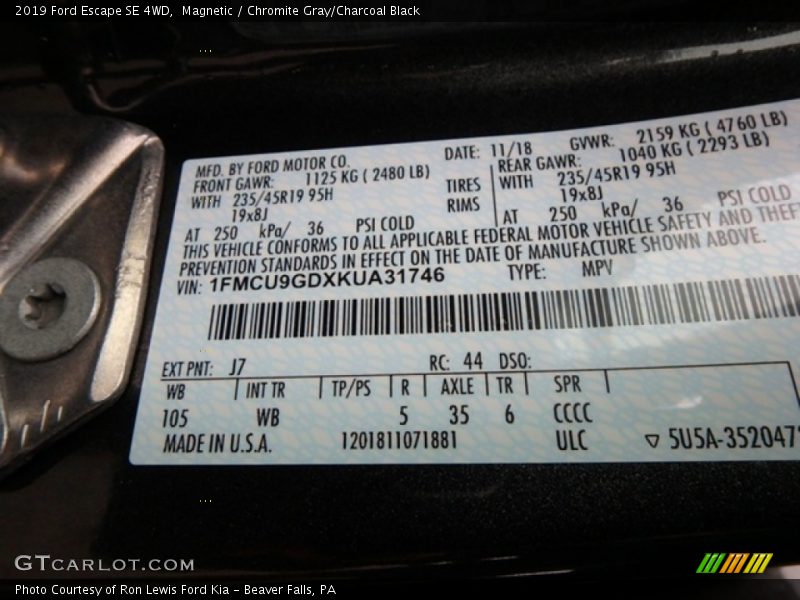 2019 Ford Escape SE 4WD, Magnetic / Chromite Gray/Charcoal Black
MFD. BY FORD MOTOR CO. DATE: 11/18 GVWR: 2159 KG ( 4760 LB)
FRONT GAWR: 1125 KG ( 2480 LB) REAR GAWR: 1040 KG ( 2293 LB)
WITH 235/45R19 95H TIRES WITH 235/45R19 95H
19x8J RIMS 19x8J
AT 250 kPa/ 36 PSI COLD AT 250 kPa/ 36 PSI COLD
THIS VEHICLE CONFORMS TO ALL APPLICABLE FEDERAL MOTOR VEHICLE SAFETY AND THEF
PREVENTION STANDARDS IN EFFECT ON THE DATE OF MANUFACTURE SHOWN ABOVE.
VIN: 1FMCU9GDXKUA31746 TYPE: MPV
EXT PNT: J7 RC: 44 DSO:
WB INT TR TP/PS R AXLE TR SPR
105 WB 5 35 6 CCCC
MADE IN U.S.A. 1201811071881 ULC ▽ 5U5A-3520472
GTCARLOT.COM
Photo Courtesy of Ron Lewis Ford Kia - Beaver Falls, PA